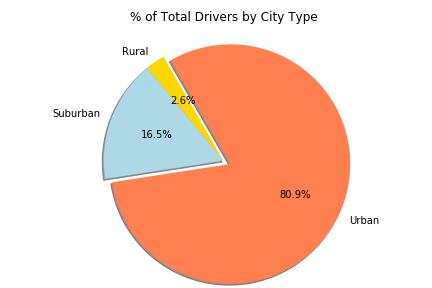 % of Total Drivers by City Type
Rural
2.6%
Suburban
16.5%
80.9%
Urban